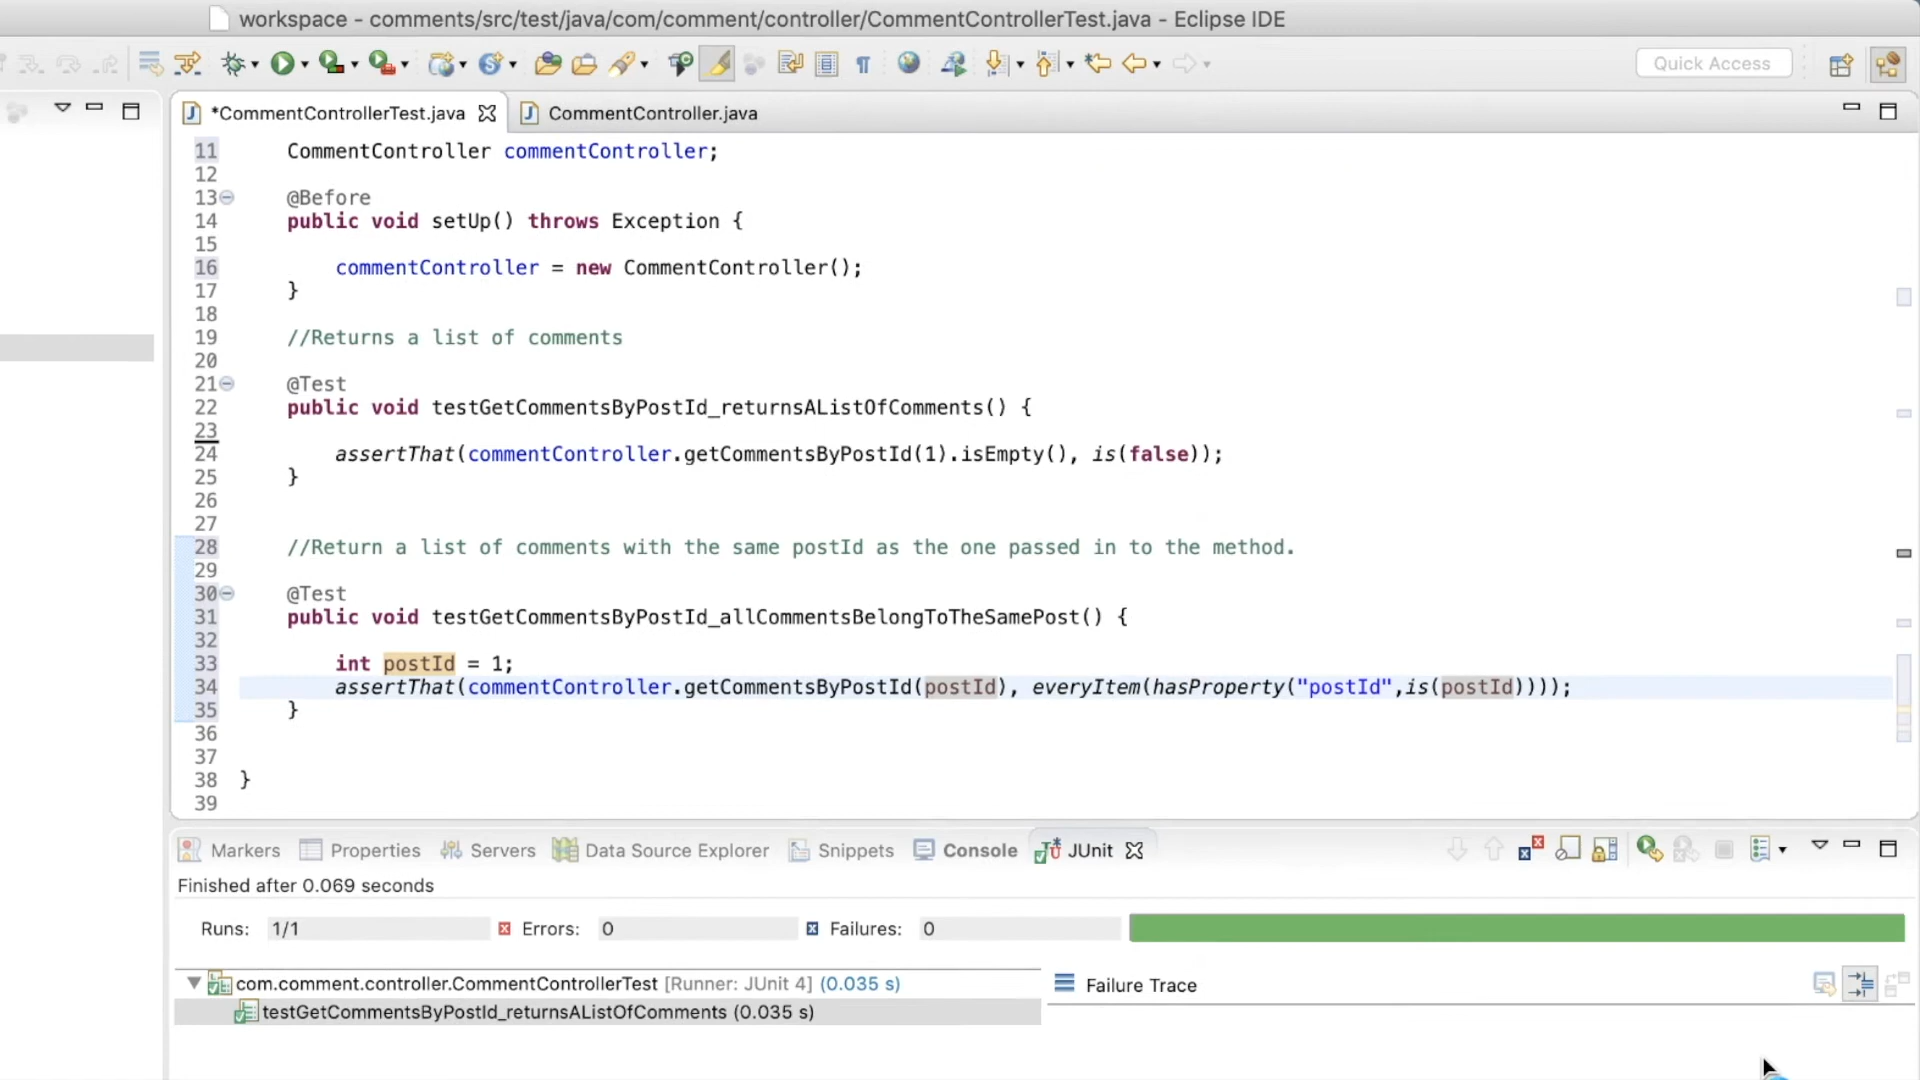 workspace - comments/src/test/java/com/comment/controller/CommentControllerTest.java - Eclipse IDE
Quick Access
*CommentControllerTest.java CommentController.java
11 CommentController commentController;
12
13 @Before
14 public void setUp() throws Exception {
15
16 commentController = new CommentController();
17 }
18
19 //Returns a list of comments
20
21 @Test
22 public void testGetCommentsByPostId_returnsAListOfComments() {
23
24 assertThat(commentController.getCommentsByPostId(1).isEmpty(), is(false));
25 }
26
27
28 //Return a list of comments with the same postId as the one passed in to the method.
29
30 @Test
31 public void testGetCommentsByPostId_allCommentsBelongToTheSamePost() {
32
33 int postId = 1;
34 assertThat(commentController.getCommentsByPostId(postId), everyItem(hasProperty("postId",is(postId))));
35 }
36
37
38 }
39
Markers Properties Servers Data Source Explorer Snippets Console JUnit
Finished after 0.069 seconds
Runs: 1/1 Errors: 0 Failures: 0
com.comment.controller.CommentControllerTest [Runner: JUnit 4] (0.035 s) Failure Trace
testGetCommentsByPostId_returnsAListOfComments (0.035 s)